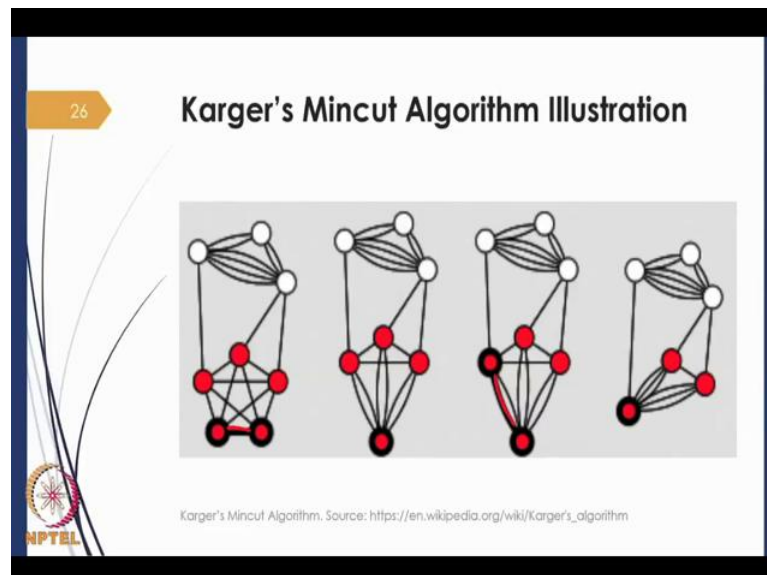 26
Karger's Mincut Algorithm Illustration
Karger's Mincut Algorithm. Source: https://en.wikipedia.org/wiki/Karger's_algorithm
NPTEL